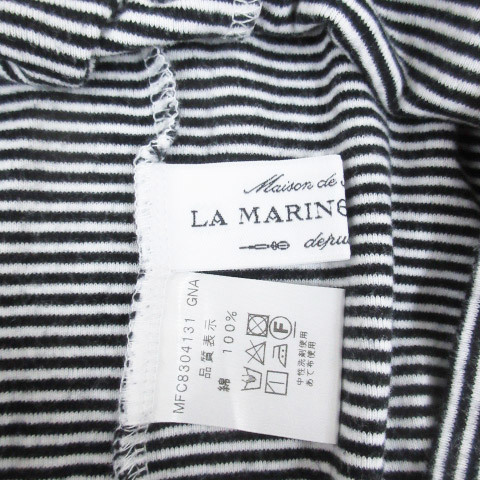 Maison de
LA MARINE
depu
MFC8304131 GNA
品質表示
綿 100%
F
中性洗剤使用
あて布使用